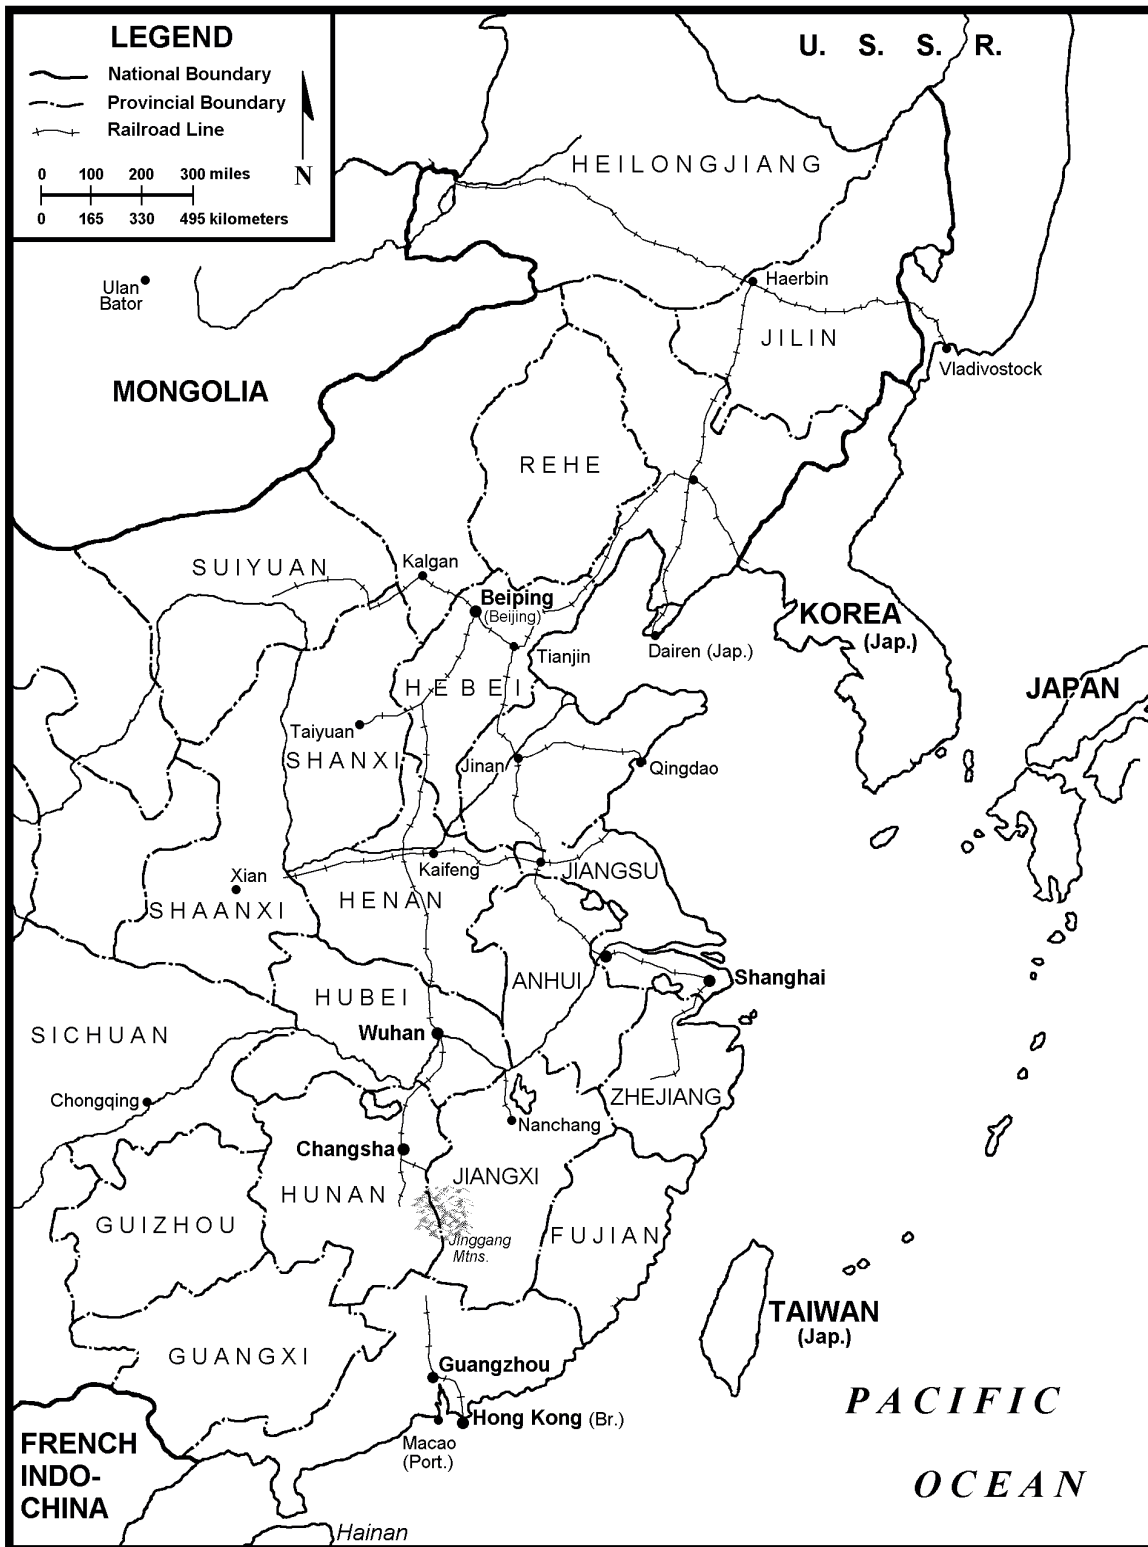 LEGEND
National Boundary
Provincial Boundary
Railroad Line
N
0 100 200 300 miles
0 165 330 495 kilometers
U. S. S. R.
HEILONGJIANG
Ulan
Bator
Haerbin
JILIN
Vladivostock
MONGOLIA
REHE
SUIYUAN
Kalgan
Beiping
(Beijing)
KOREA
(Jap.)
Tianjin
Dairen (Jap.)
HEBEI
JAPAN
Taiyuan
SHANXI
Jinan
Qingdao
Xian
Kaifeng
JIANGSU
SHAANXI
HENAN
ANHUI
Shanghai
HUBEI
Wuhan
SICHUAN
Chongqing
ZHEJIANG
Nanchang
Changsha
JIANGXI
HUNAN
GUIZHOU
FUJIAN
Jinggang
Mtns.
TAIWAN
(Jap.)
GUANGXI
Guangzhou
PACIFIC
Hong Kong (Br.)
Macao
(Port.)
FRENCH
INDO-
CHINA
OCEAN
Hainan